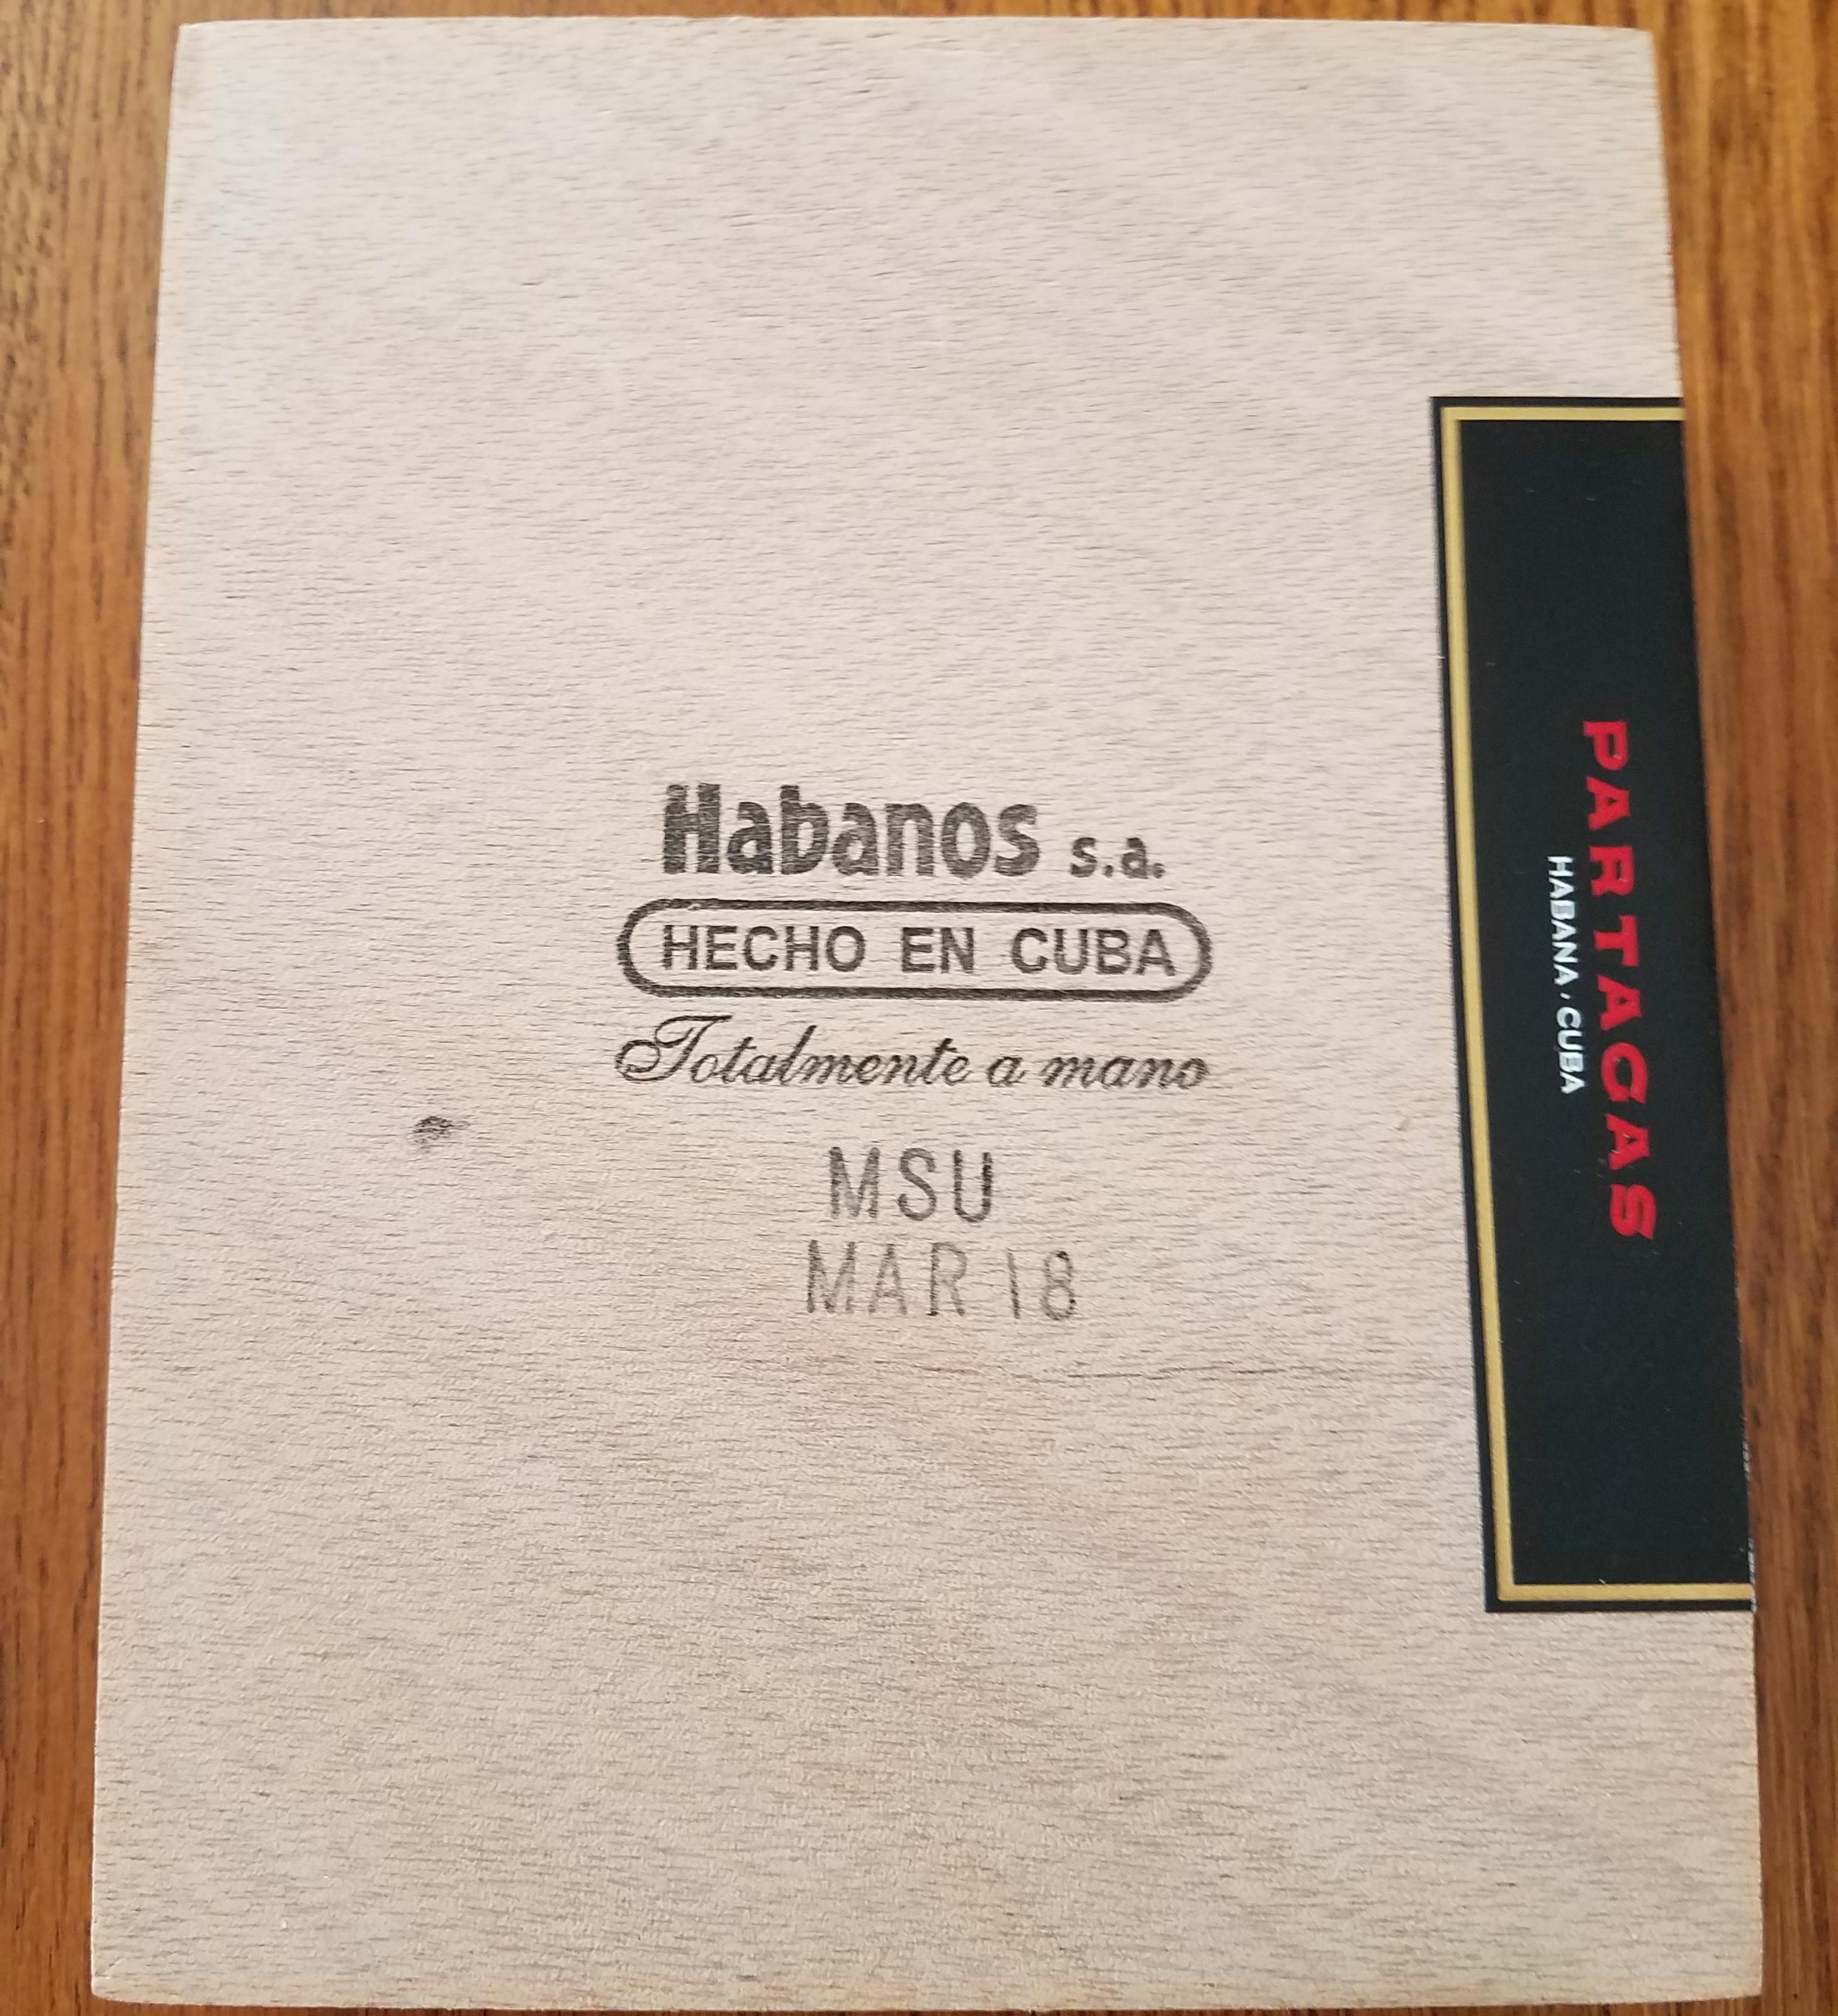 Habanos s.a.
HECHO EN CUBA
Totalmente a mano
MSU
MAR 18
PARTAGAS
HABANA · CUBA